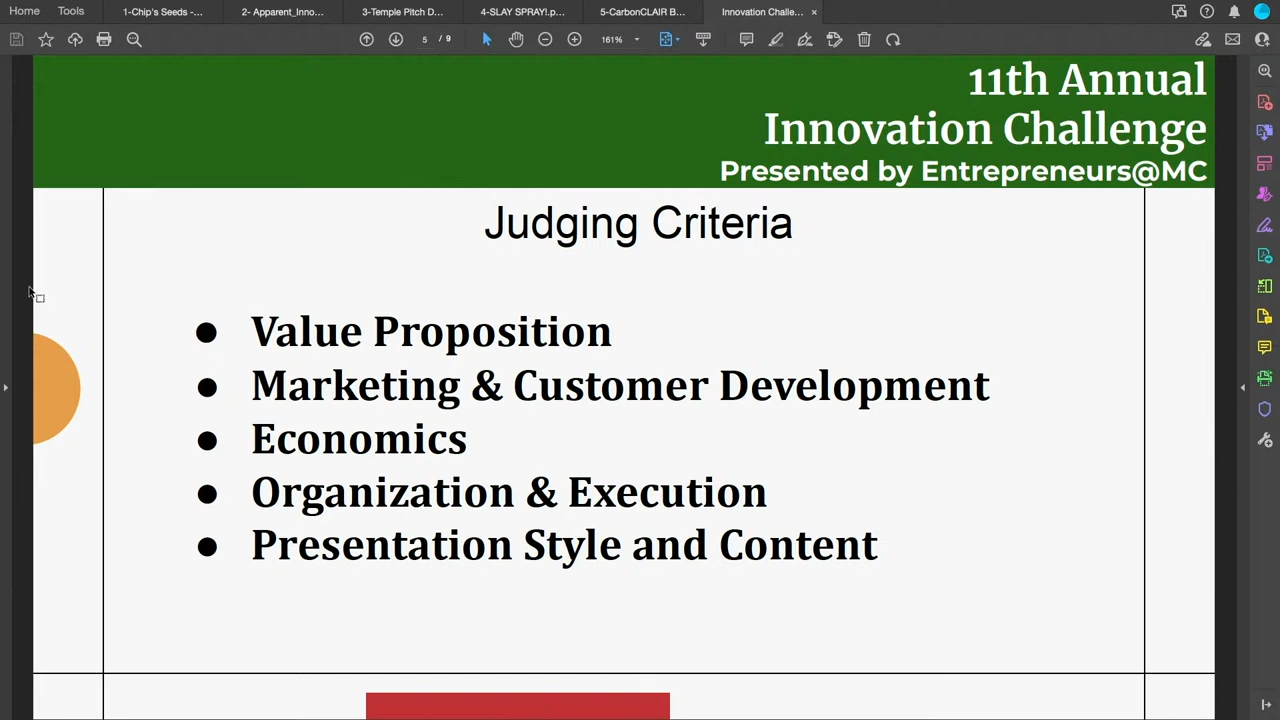 Home
Tools
1-Chip's Seeds -...
2- Apparent_Inno...
3-Temple Pitch D...
4-SLAY SPRAY!.p...
5-CarbonCLAIR B...
Innovation Challe...
5 / 9
161%
11th Annual
Innovation Challenge
Presented by Entrepreneurs@MC
Judging Criteria
● Value Proposition
● Marketing & Customer Development
● Economics
● Organization & Execution
● Presentation Style and Content